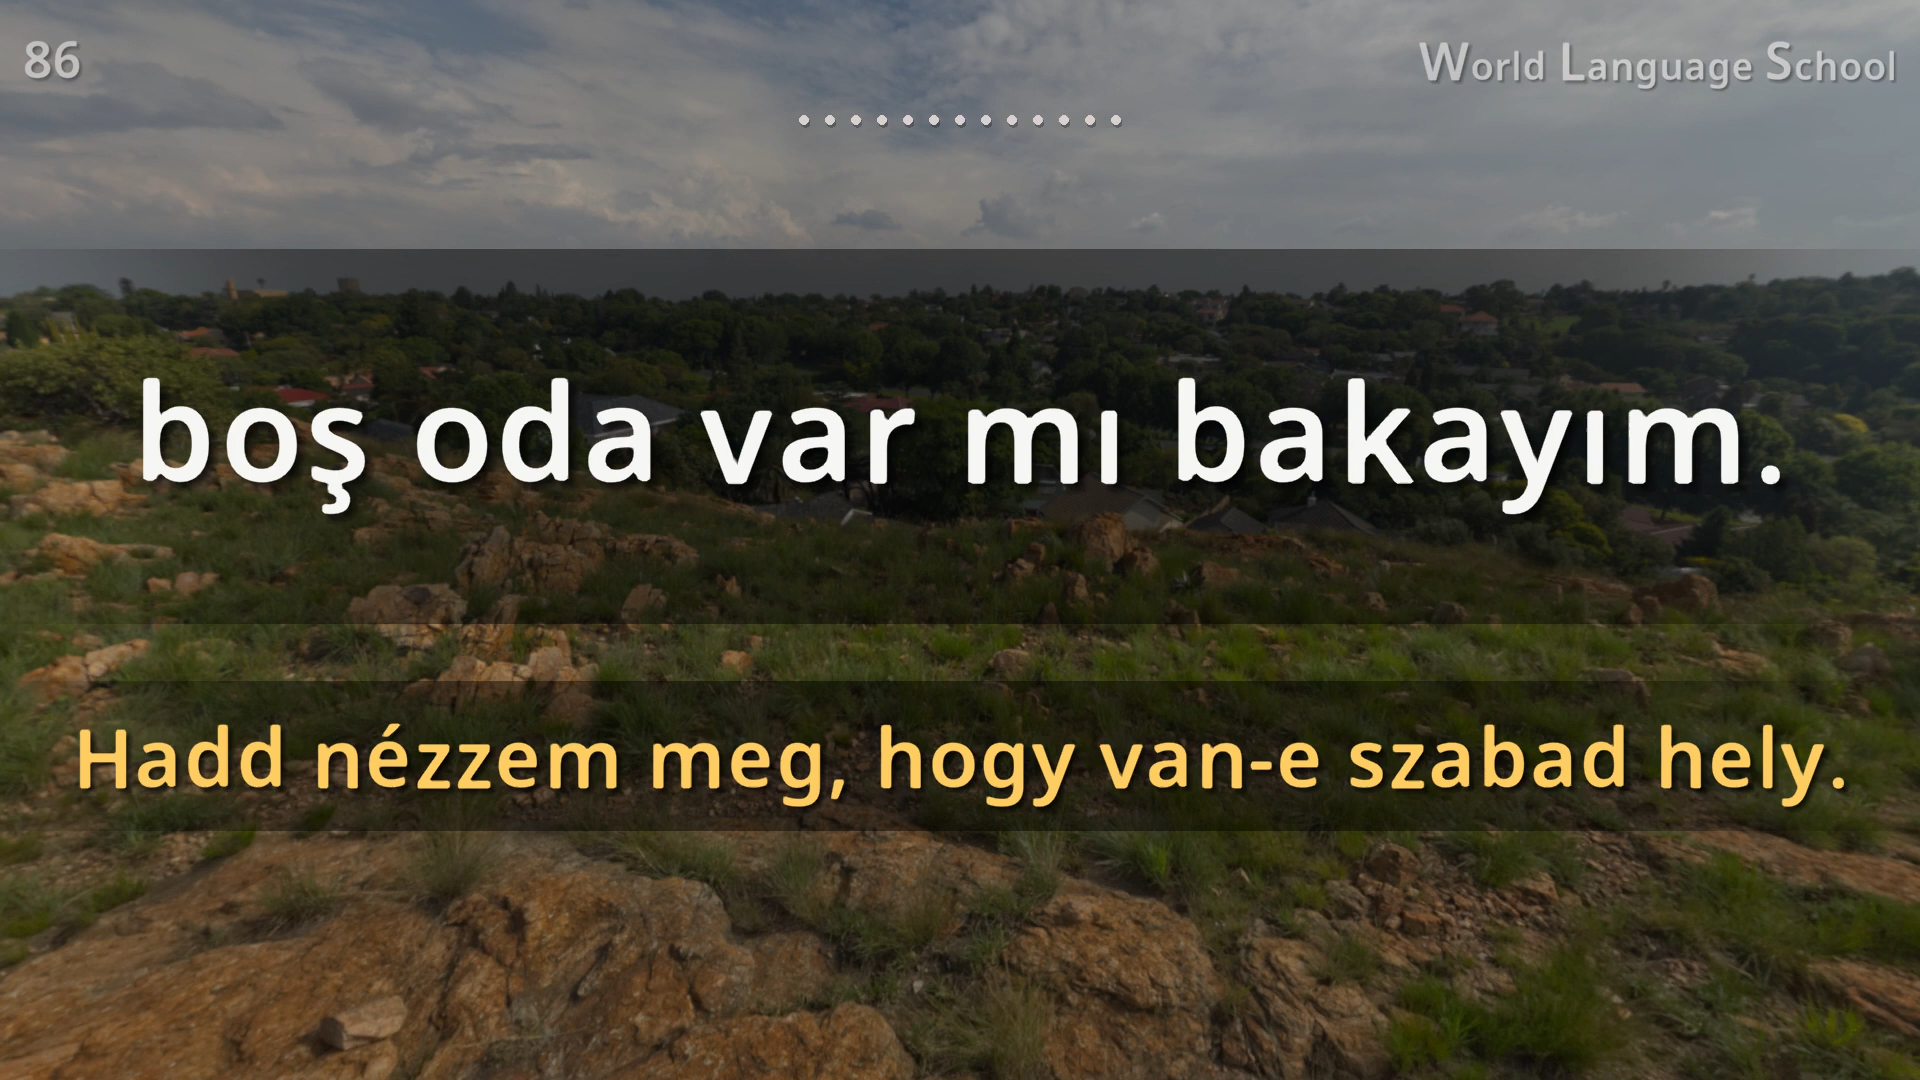 86
World Language School
boş oda var mı bakayım.
Hadd nézzem meg, hogy van-e szabad hely.